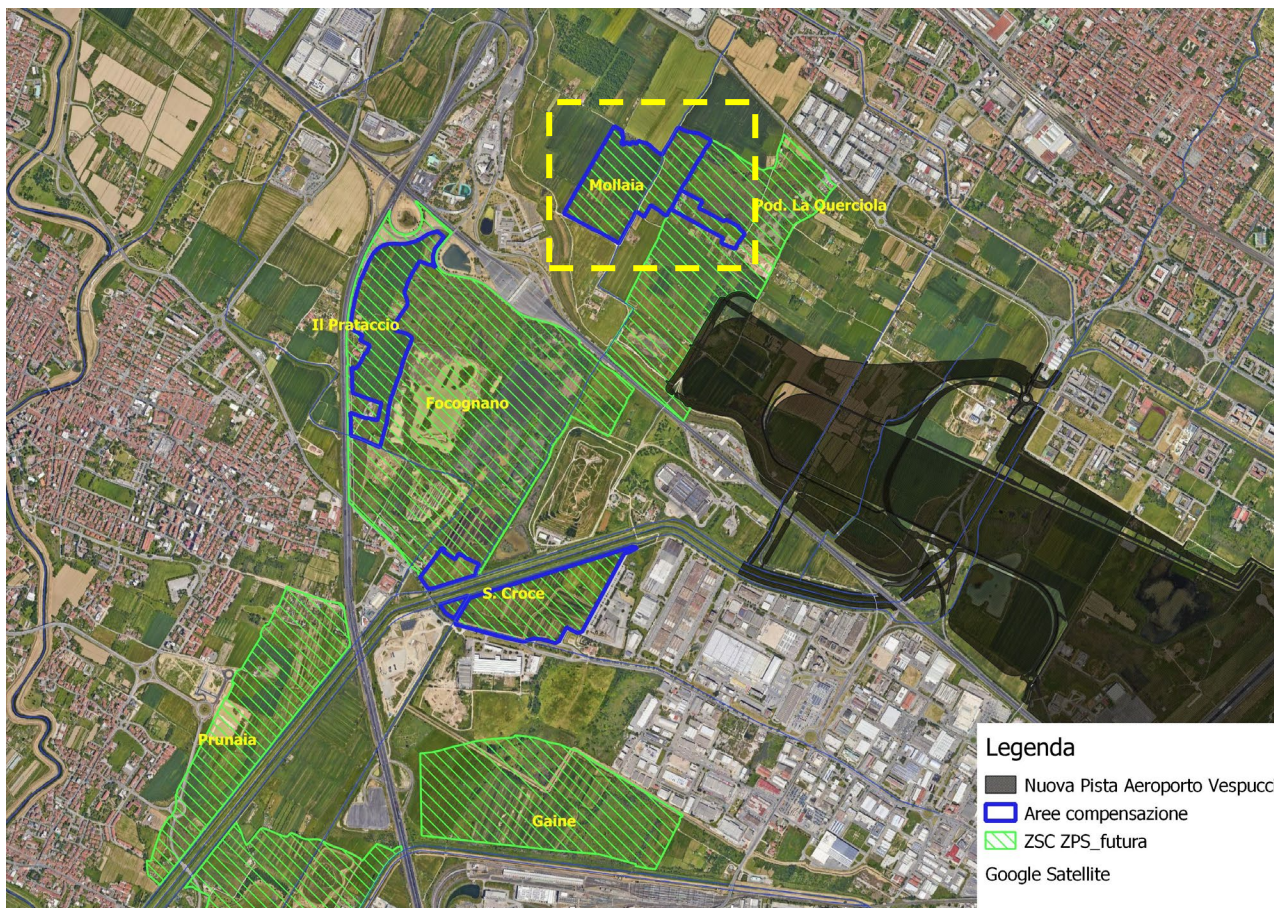 Mollaia
Pod. La Querciola
Il Prataccio
Focognano
S. Croce
Prunaia
Gaine
Legenda
Nuova Pista Aeroporto Vespucc
Aree compensazione
ZSC ZPS_futura
Google Satellite